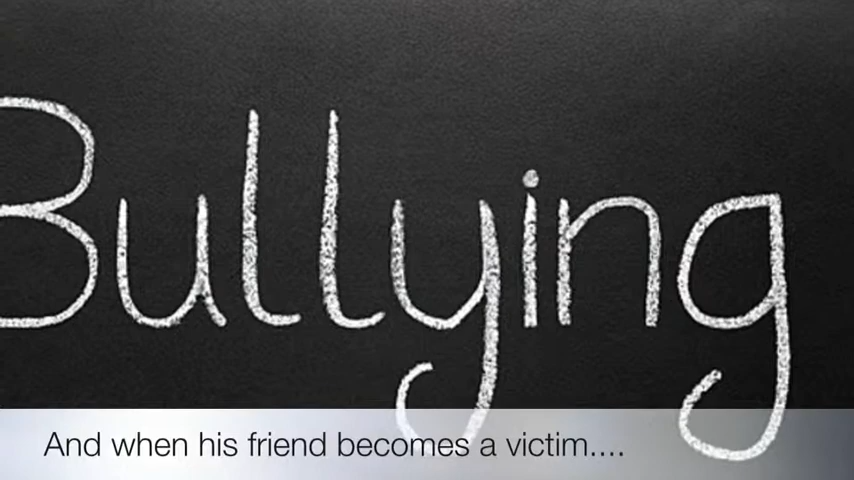 Bullying
And when his friend becomes a victim....